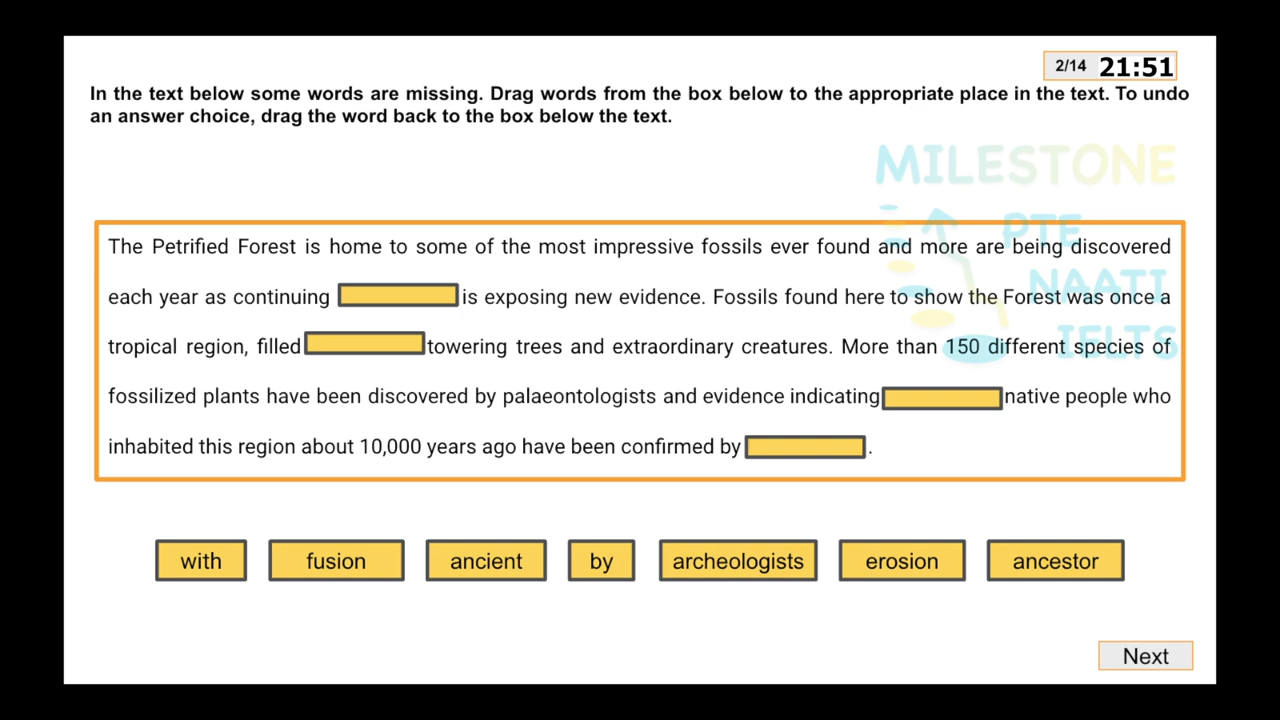 2/14 21:51
In the text below some words are missing. Drag words from the box below to the appropriate place in the text. To undo
an answer choice, drag the word back to the box below the text.
MILESTONE
PTE
NAATI
IELTS
The Petrified Forest is home to some of the most impressive fossils ever found and more are being discovered
each year as continuing is exposing new evidence. Fossils found here to show the Forest was once a
tropical region, filled towering trees and extraordinary creatures. More than 150 different species of
fossilized plants have been discovered by palaeontologists and evidence indicating native people who
inhabited this region about 10,000 years ago have been confirmed by .
with fusion ancient by archeologists erosion ancestor
Next